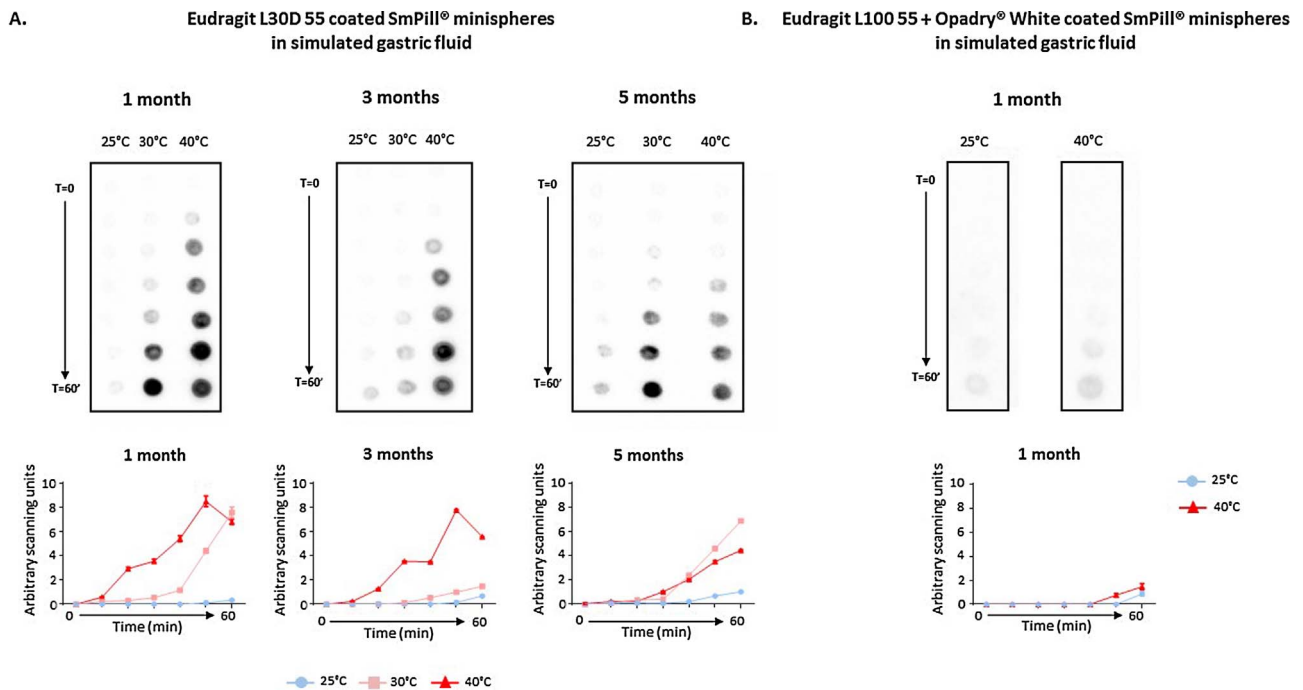 A.
Eudragit L30D 55 coated SmPill® minispheres
in simulated gastric fluid
1 month
3 months
5 months
25°C 30°C 40°C
25°C 30°C 40°C
25°C 30°C 40°C
T=0
T=60'
T=0
T=60'
T=0
T=60'
1 month
3 months
5 months
Arbitrary scanning units
10
8
6
4
2
0
0
Time (min)
60
Arbitrary scanning units
10
8
6
4
2
0
0
Time (min)
60
Arbitrary scanning units
10
8
6
4
2
0
0
Time (min)
60
25°C 30°C 40°C
B.
Eudragit L100 55 + Opadry® White coated SmPill® minispheres
in simulated gastric fluid
1 month
25°C
40°C
T=0
T=60'
1 month
Arbitrary scanning units
10
8
6
4
2
0
0
Time (min)
60
25°C
40°C